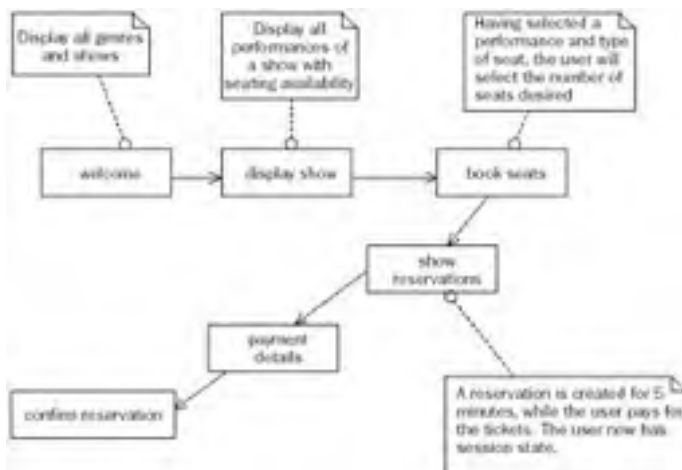 Display all genres
and shows
Display all
performances of
a show with
seating availability
Having selected a
performance and type
of seat, the user will
select the number of
seats desired
welcome
display show
book seats
show
reservations
payment
details
confirm reservation
A reservation is created for 5
minutes, while the user pays for
the tickets. The user now has
session state.